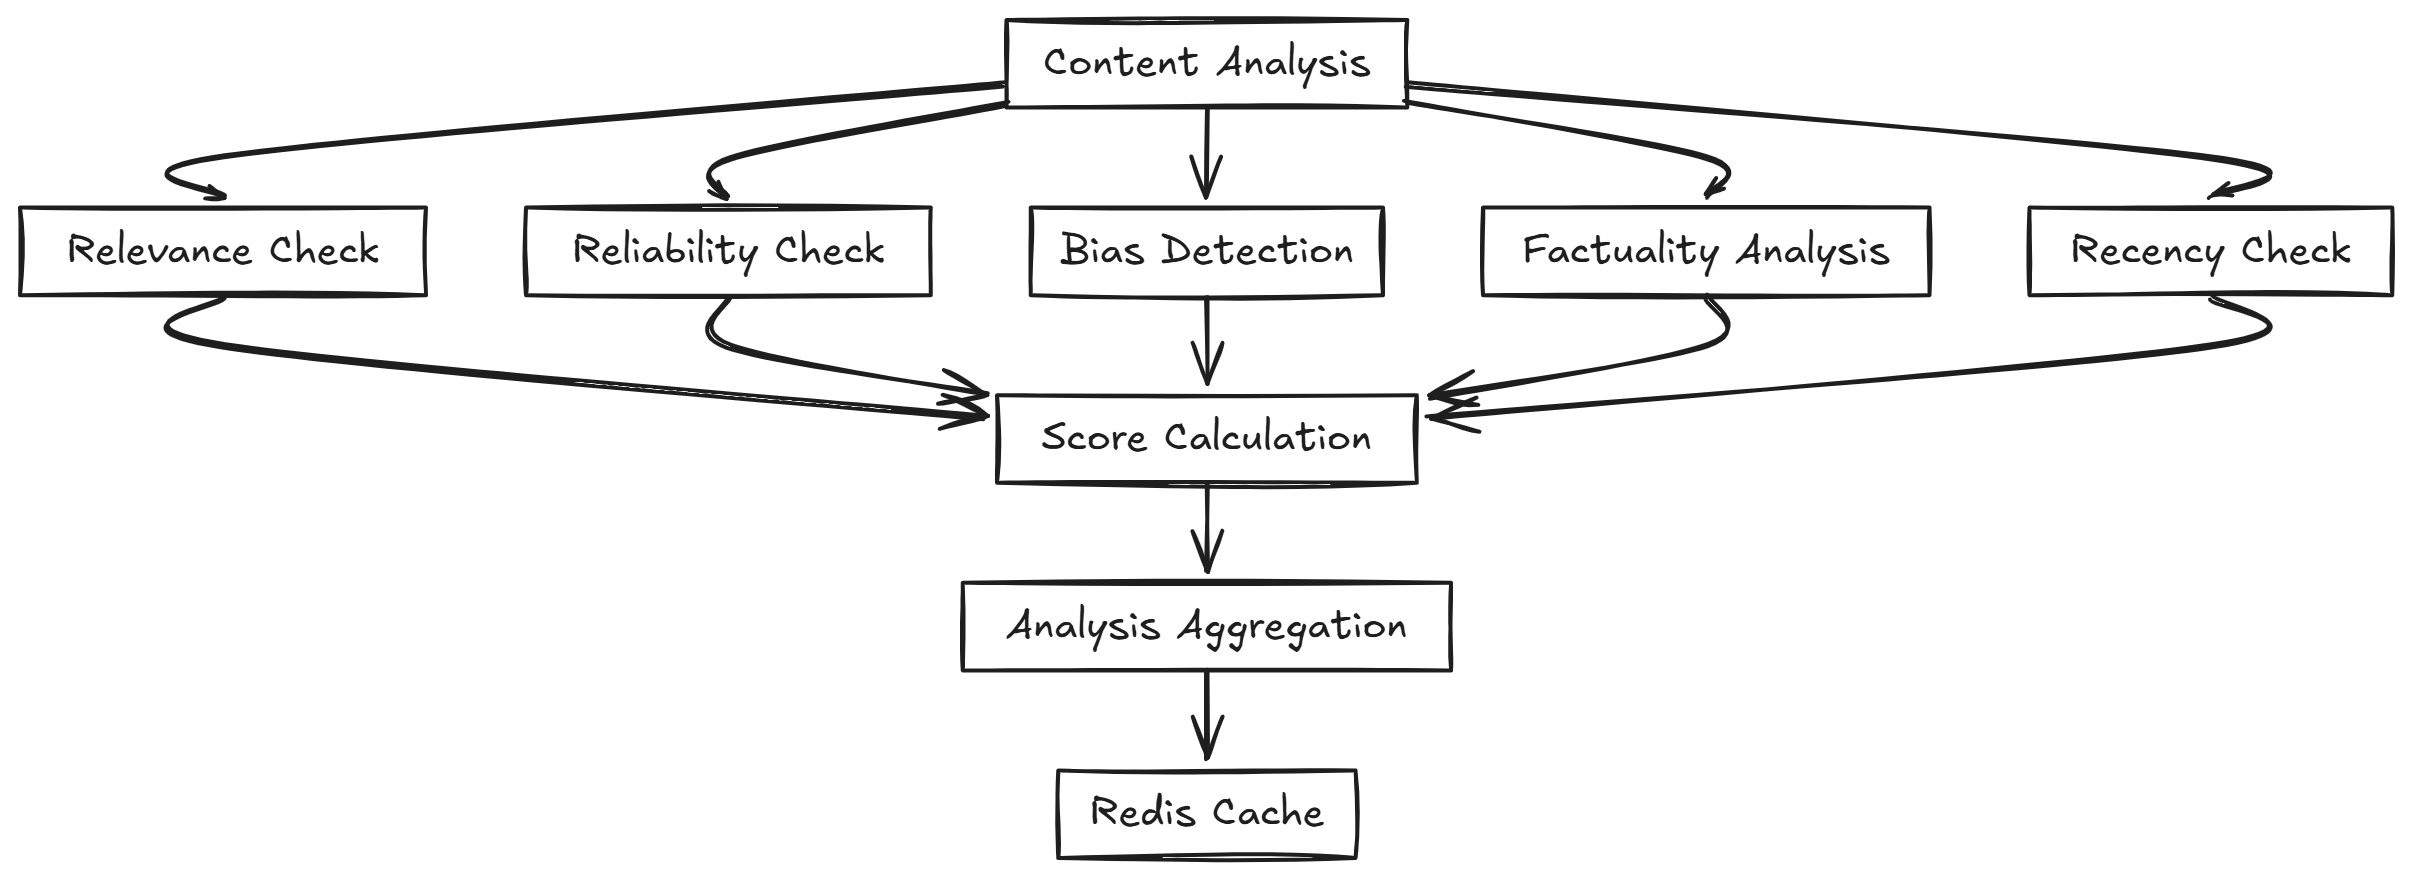 Content Analysis
Relevance Check
Reliability Check
Bias Detection
Factuality Analysis
Recency Check
Score Calculation
Analysis Aggregation
Redis Cache